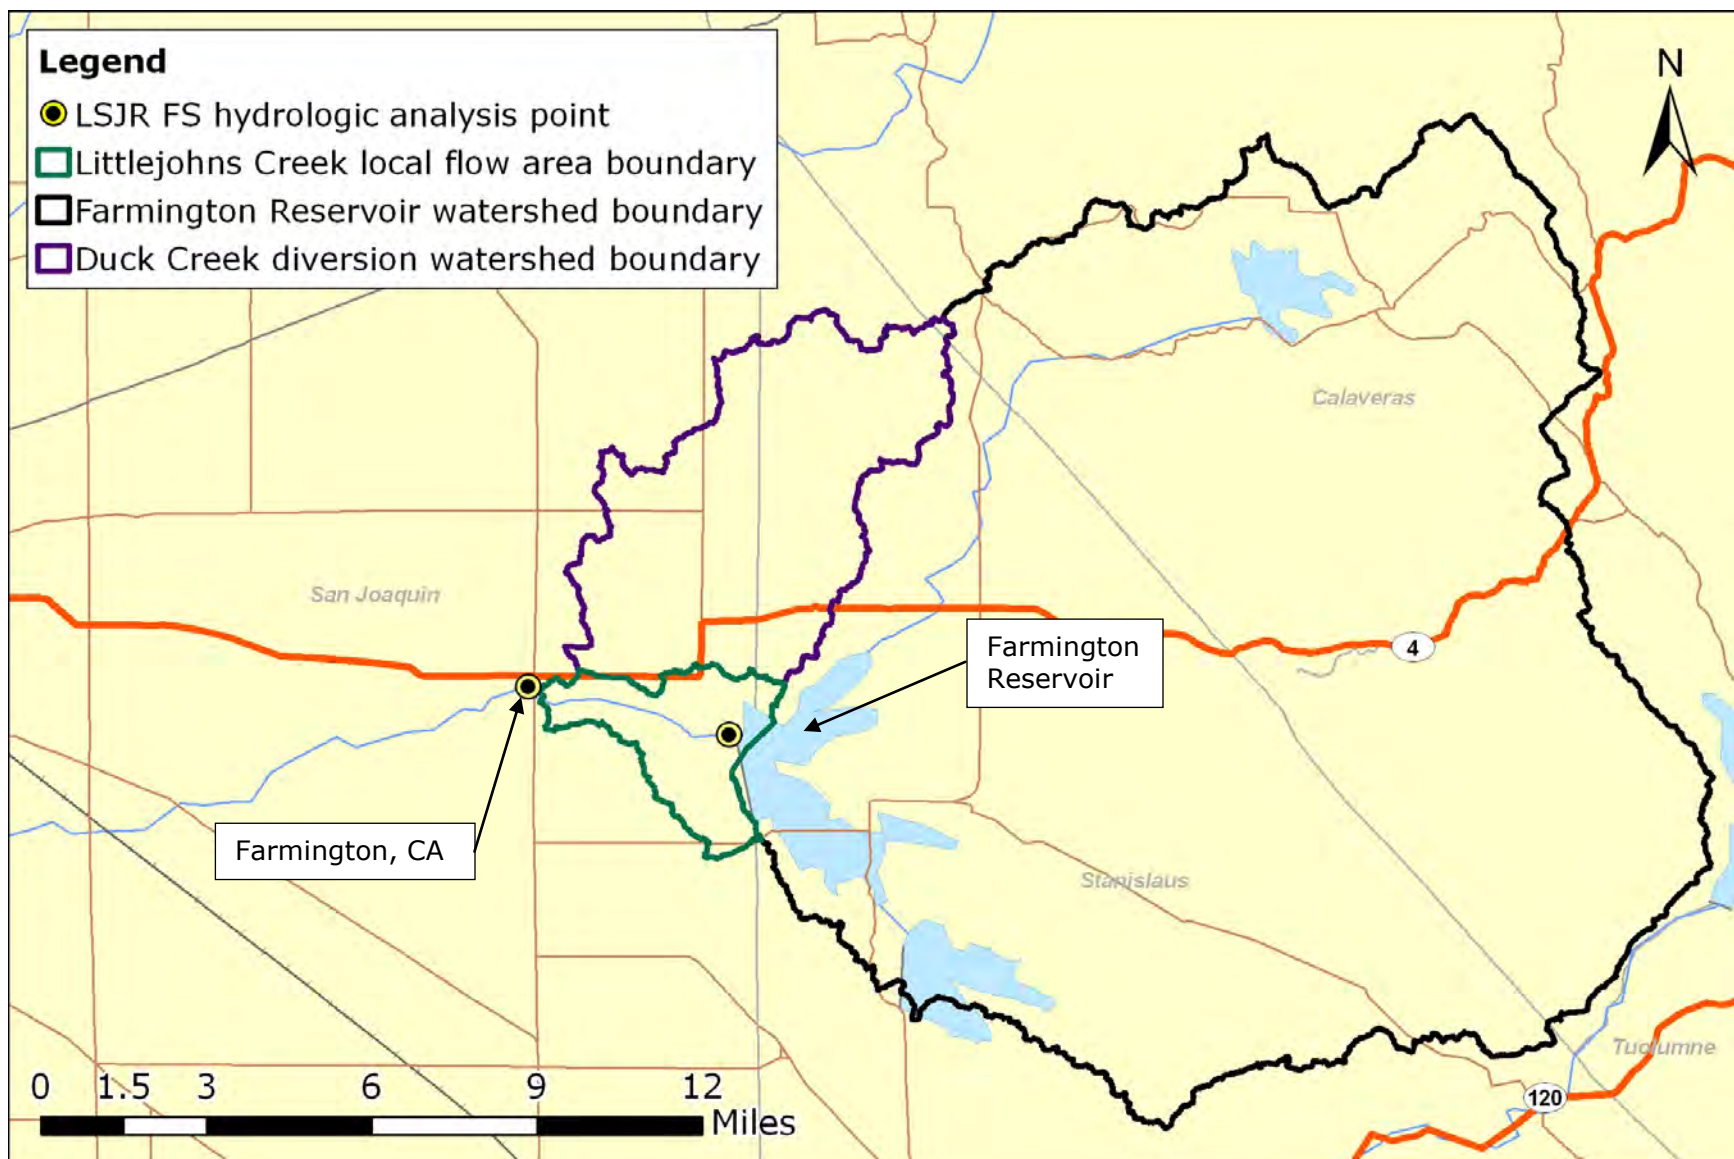 Legend
LSJR FS hydrologic analysis point
Littlejohns Creek local flow area boundary
Farmington Reservoir watershed boundary
Duck Creek diversion watershed boundary
N
Calaveras
San Joaquin
Farmington
Reservoir
4
Farmington, CA
Stanislaus
Tuolumne
120
0 1.5 3 6 9 12
Miles